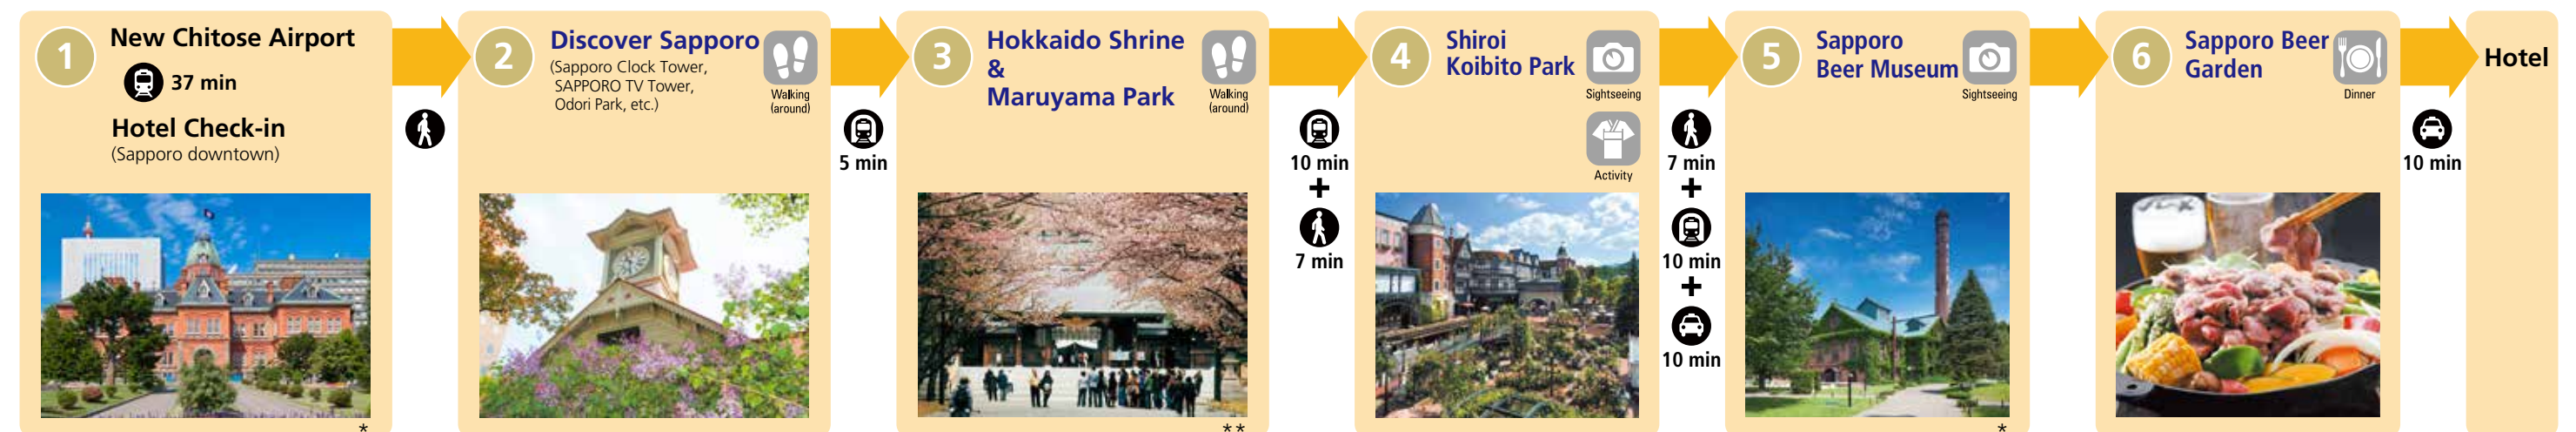 1
New Chitose Airport
37 min
Hotel Check-in
(Sapporo downtown)
*
2
Discover Sapporo
(Sapporo Clock Tower,
SAPPORO TV Tower,
Odori Park, etc.)
Walking
(around)
5 min
3
Hokkaido Shrine
&
Maruyama Park
Walking
(around)
**
10 min
+
7 min
4
Shiroi
Koibito Park
Sightseeing
Activity
7 min
+
10 min
+
10 min
5
Sapporo
Beer Museum
Sightseeing
*
6
Sapporo Beer
Garden
Dinner
10 min
Hotel